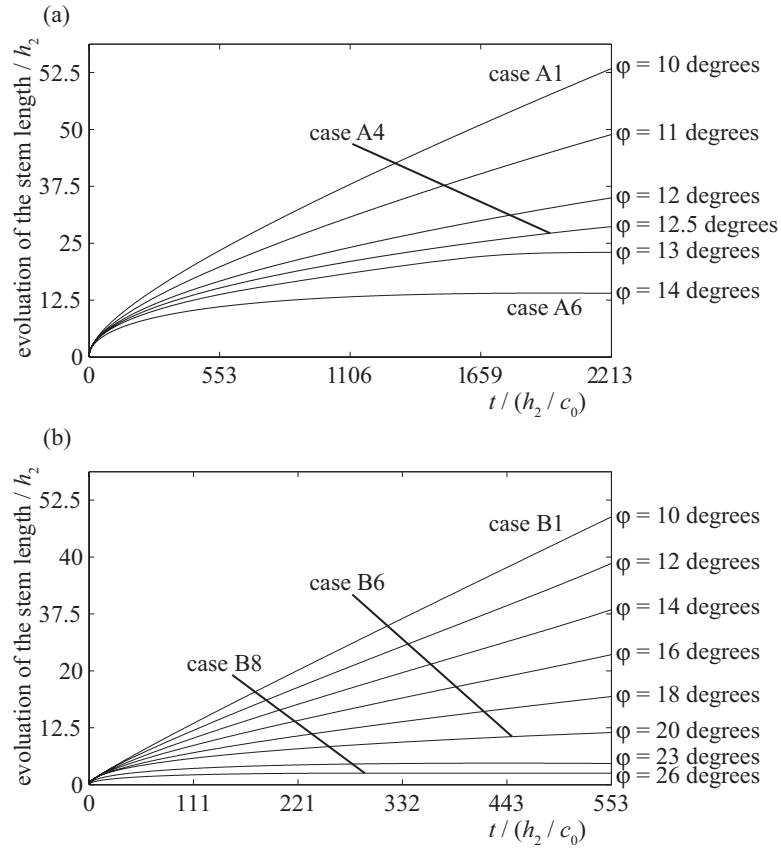 (a)
evoluation of the stem length / h2
52.5
50
37.5
25
12.5
0
case A1
case A4
case A6
φ = 10 degrees
φ = 11 degrees
φ = 12 degrees
φ = 12.5 degrees
φ = 13 degrees
φ = 14 degrees
0 553 1106 1659 2213
t / (h2 / c0)
(b)
evoluation of the stem length / h2
52.5
40
37.5
20
12.5
0
case B1
case B6
case B8
φ = 10 degrees
φ = 12 degrees
φ = 14 degrees
φ = 16 degrees
φ = 18 degrees
φ = 20 degrees
φ = 23 degrees
φ = 26 degrees
0 111 221 332 443 553
t / (h2 / c0)